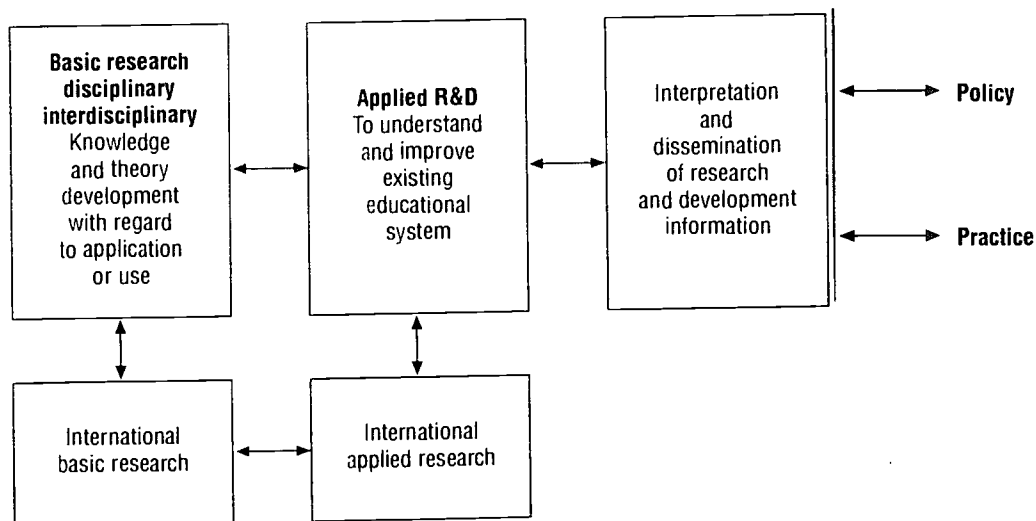 Basic research
disciplinary
interdisciplinary
Knowledge
and theory
development
with regard
to application
or use
Applied R&D
To understand
and improve
existing
educational
system
Interpretation
and
dissemination
of research
and development
information
Policy
Practice
International
basic research
International
applied research